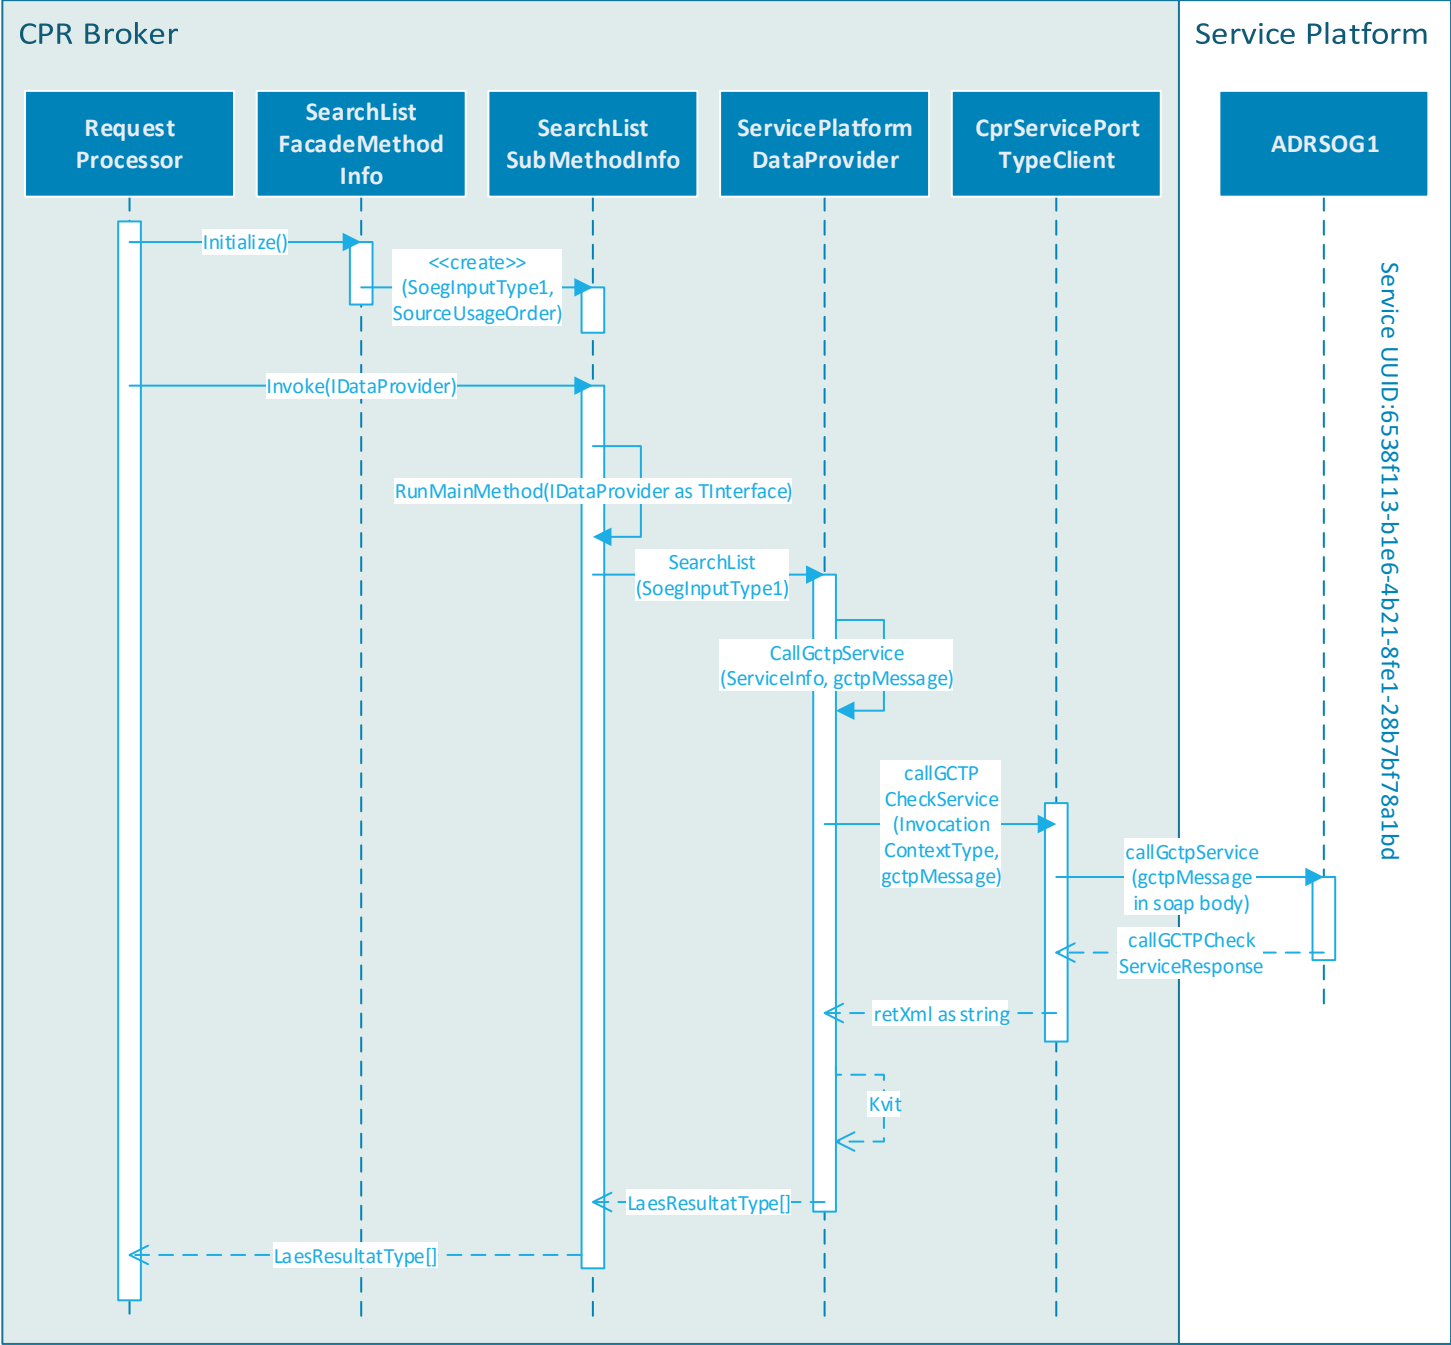 CPR Broker
Service Platform
Request
Processor
SearchList
FacadeMethod
Info
SearchList
SubMethodInfo
ServicePlatform
DataProvider
CprServicePort
TypeClient
ADRSOG1
Initialize()
<<create>>
(SoegInputType1,
SourceUsageOrder)
Service UUID:6538f113-b1e6-4b21-8fe1-28b7bf78a1bd
Invoke(IDataProvider)
RunMainMethod(IDataProvider as TInterface)
SearchList
(SoegInputType1)
CallGctpService
(ServiceInfo, gctpMessage)
callGCTP
CheckService
(Invocation
ContextType,
gctpMessage)
callGctpService
(gctpMessage
in soap body)
callGCTPCheck
ServiceResponse
retXml as string
Kvit
LaesResultatType[]
LaesResultatType[]